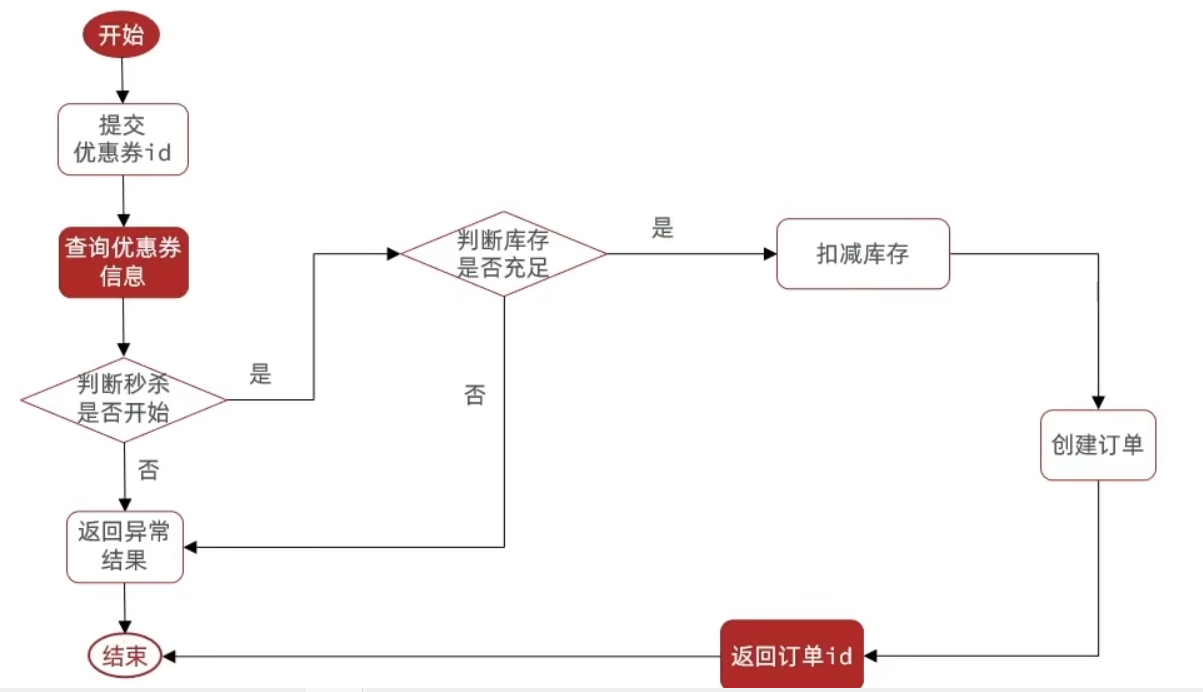 开始
提交
优惠券id
查询优惠券
信息
判断秒杀
是否开始
是
否
返回异常
结果
结束
判断库存
是否充足
是
否
扣减库存
创建订单
返回订单id